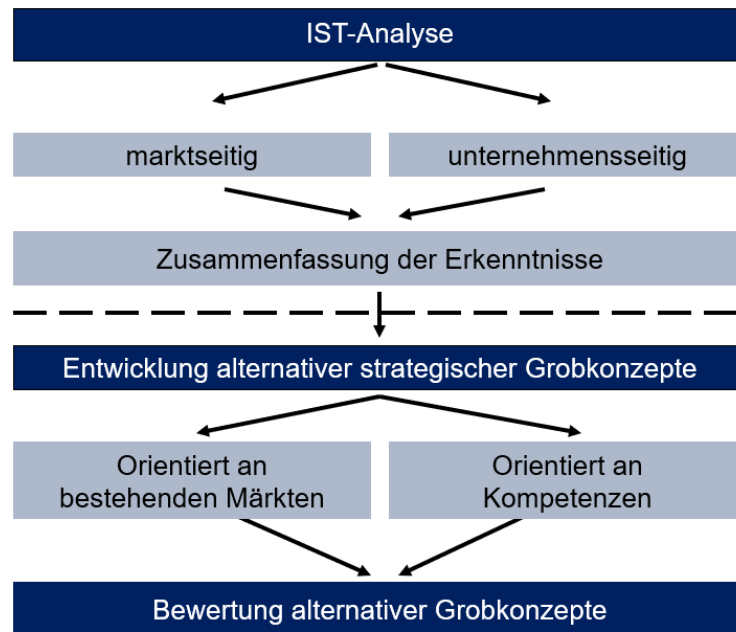 IST-Analyse
marktseitig
unternehmensseitig
Zusammenfassung der Erkenntnisse
Entwicklung alternativer strategischer Grobkonzepte
Orientiert an
bestehenden Märkten
Orientiert an
Kompetenzen
Bewertung alternativer Grobkonzepte